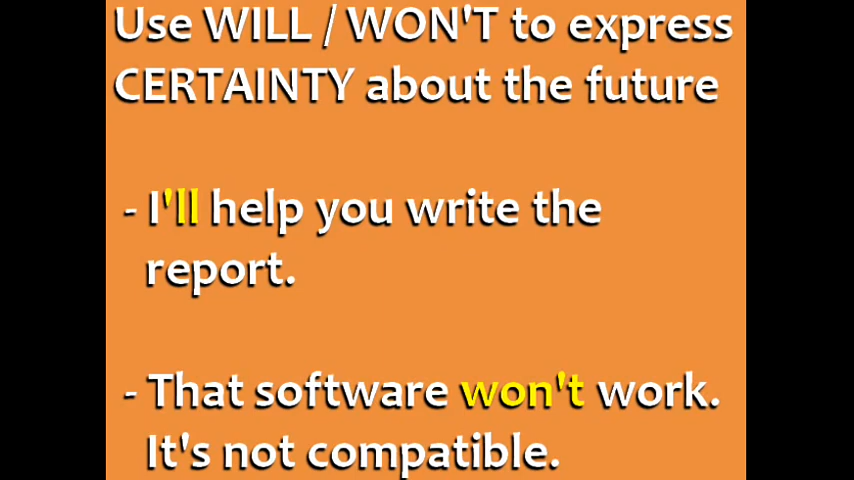 Use WILL / WON'T to express
CERTAINTY about the future
- I'll help you write the
report.
- That software won't work.
It's not compatible.